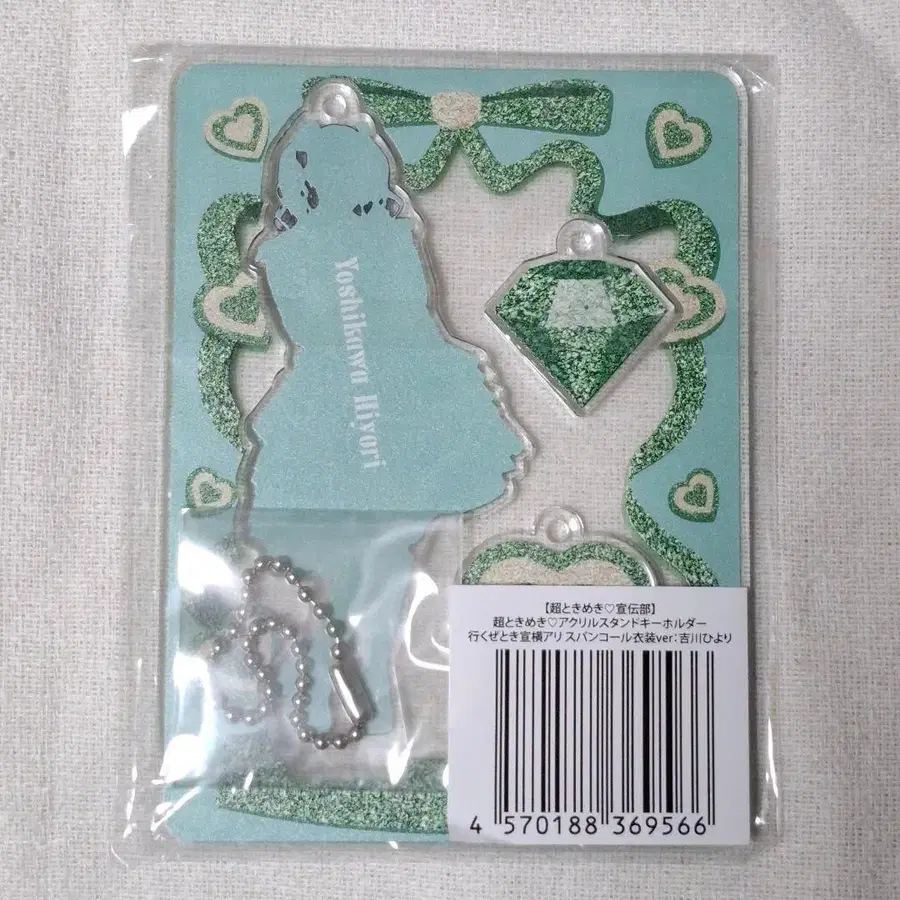 Yoshikawa Hiyori
【超ときめき♡宣伝部】
超ときめき♡アクリルスタンドキーホルダー
行くぜとき宣横アリ スパンコール衣装ver：吉川ひより
4 570188 369566